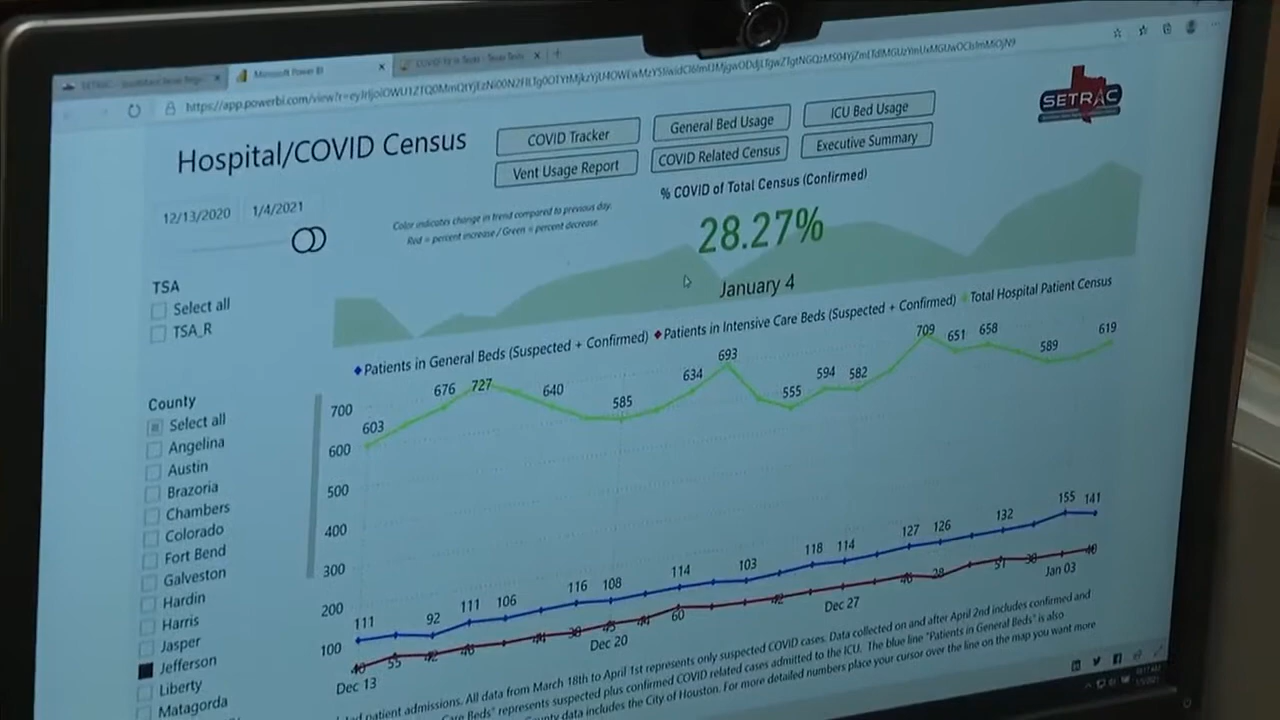 Microsoft Power BI
https://app.powerbi.com/view?r=
Hospital/COVID Census
COVID Tracker
General Bed Usage
ICU Bed Usage
Vent Usage Report
COVID Related Census
Executive Summary
SETRAC
12/13/2020
1/4/2021
Color indicates change in trend compared to previous day.
Red = percent increase / Green = percent decrease.
% COVID of Total Census (Confirmed)
28.27%
January 4
TSA
Select all
TSA_R
County
Select all
Angelina
Austin
Brazoria
Chambers
Colorado
Fort Bend
Galveston
Hardin
Harris
Jasper
Jefferson
Liberty
Matagorda
Patients in General Beds (Suspected + Confirmed)
Patients in Intensive Care Beds (Suspected + Confirmed)
Total Hospital Patient Census
700
600
500
400
300
200
100
603 676 727 640 585 634 693 555 594 582 709 651 658 589 619
111 92 111 106 116 108 114 103 118 114 127 126 132 155 141
55 60
Dec 13
Dec 20
Dec 27
Jan 03
patient admissions. All data from March 18th to April 1st represents only suspected COVID cases. Data collected on and after April 2nd includes confirmed and
Care Beds" represents suspected plus confirmed COVID related cases admitted to the ICU. The blue line "Patients in General Beds" is also
County data includes the City of Houston. For more detailed numbers place your cursor over the line on the map you want more